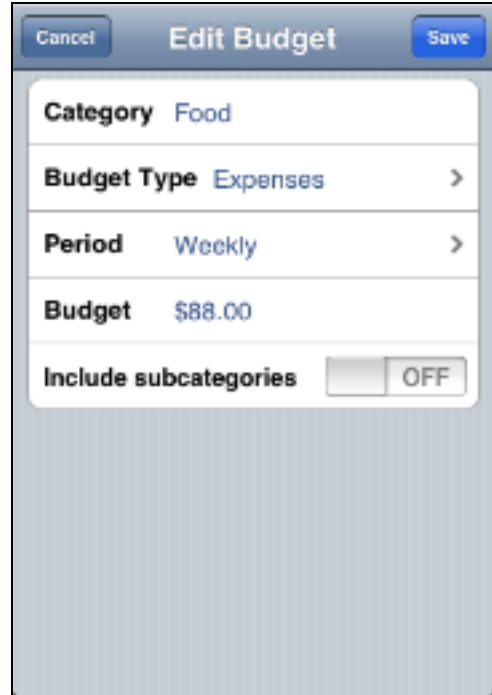 Cancel Edit Budget Save
Category Food
Budget Type Expenses
Period Weekly
Budget $88.00
Include subcategories OFF